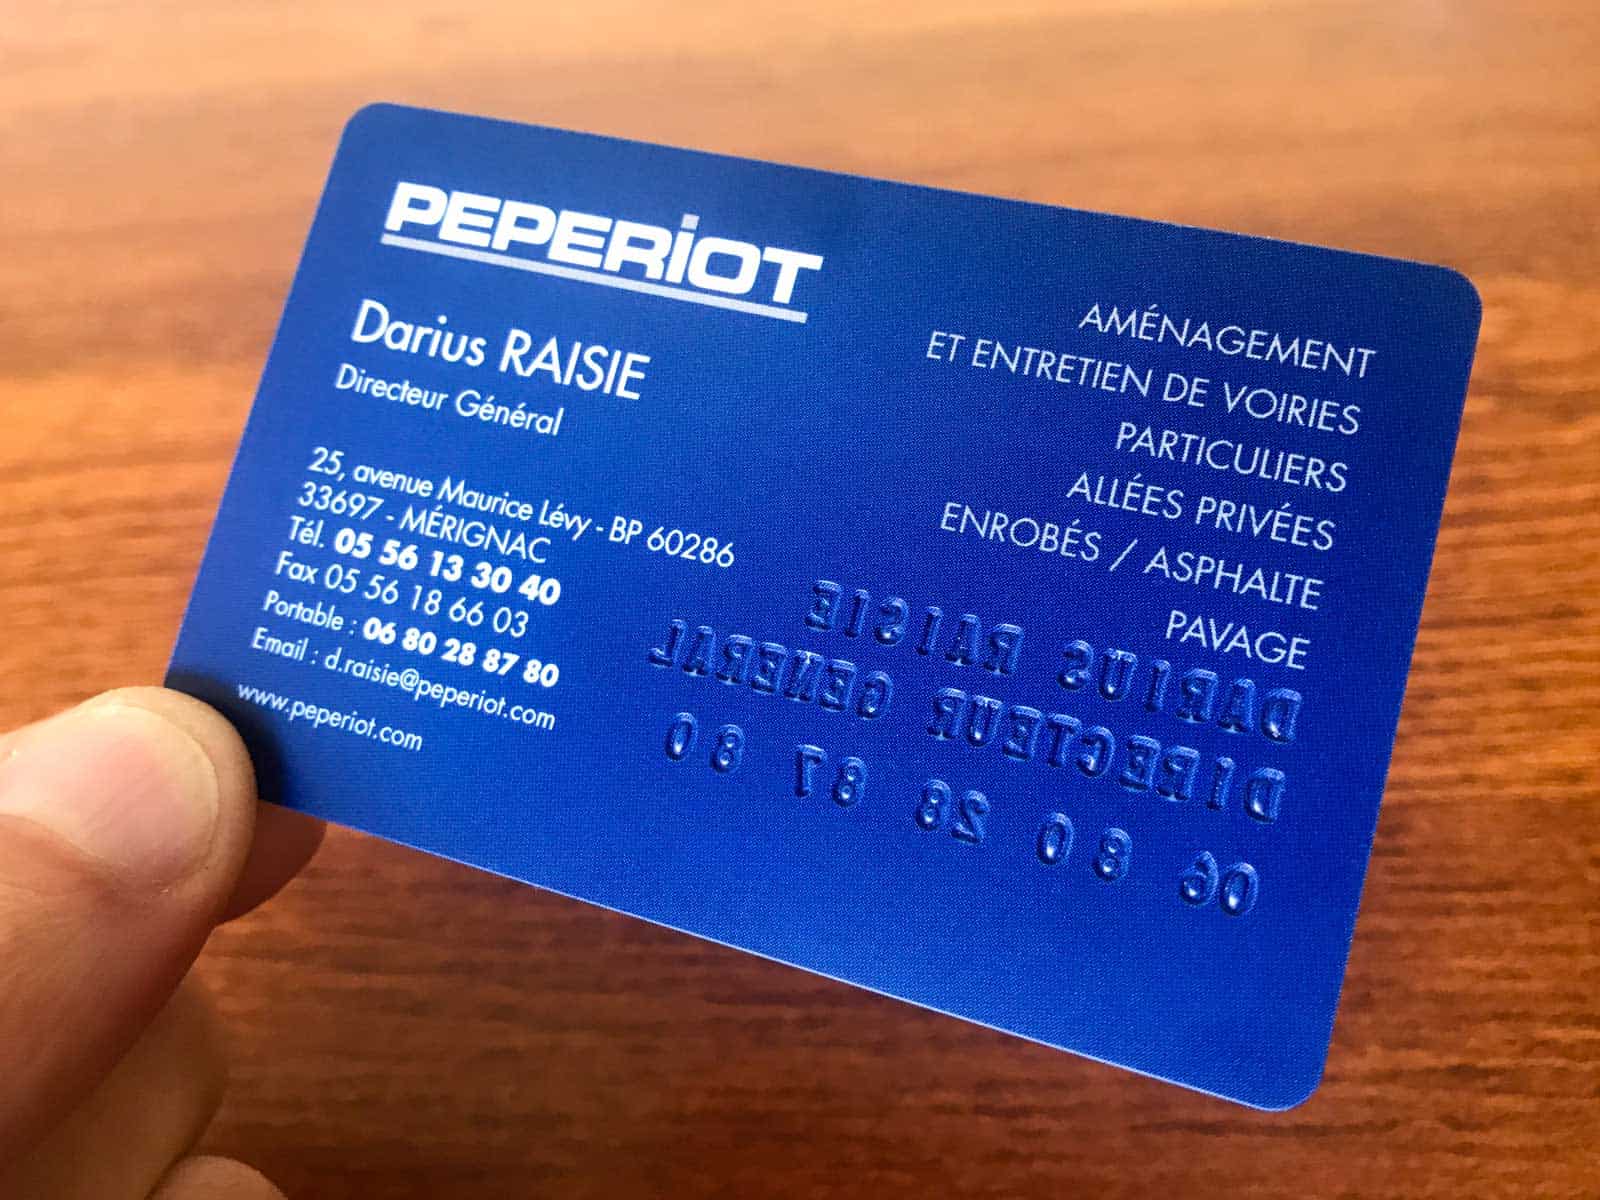 PEPERiOT
Darius RAISIE
Directeur Général
25, avenue Maurice Lévy - BP 60286
33697 - MÉRIGNAC
Tél. 05 56 13 30 40
Fax 05 56 18 66 03
Portable : 06 80 28 87 80
Email : d.raisie@peperiot.com
www.peperiot.com
AMÉNAGEMENT
ET ENTRETIEN DE VOIRIES
PARTICULIERS
ALLÉES PRIVÉES
ENROBÉS / ASPHALTE
PAVAGE
DARIUS RAISIE
DIRECTEUR GENERAL
06 80 28 87 80